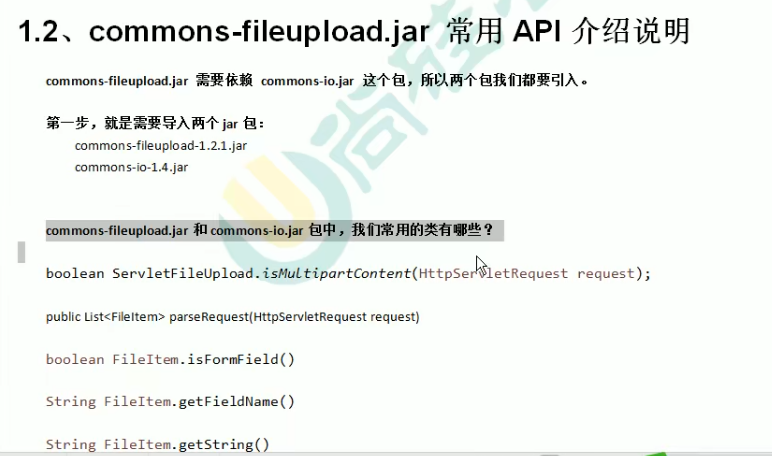 1.2、commons-fileupload.jar 常用 API 介绍说明
commons-fileupload.jar 需要依赖 commons-io.jar 这个包，所以两个包我们都要引入。
第一步，就是需要导入两个 jar 包：
commons-fileupload-1.2.1.jar
commons-io-1.4.jar
commons-fileupload.jar 和 commons-io.jar 包中，我们常用的类有哪些？
boolean ServletFileUpload.isMultipartContent(HttpServletRequest request);
public List<FileItem> parseRequest(HttpServletRequest request)
boolean FileItem.isFormField()
String FileItem.getFieldName()
String FileItem.getString()